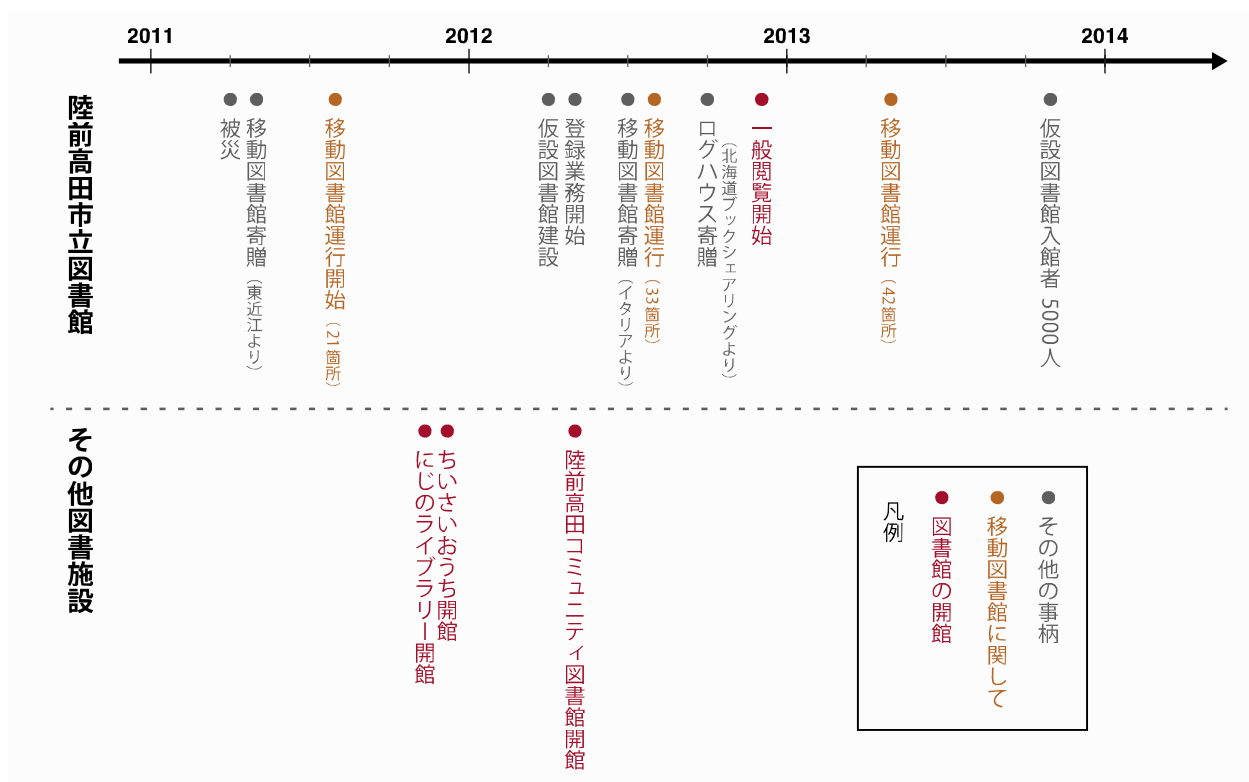 2011
2012
2013
2014
陸前高田市立図書館
被災
移動図書館寄贈（東近江より）
移動図書館運行開始（21箇所）
仮設図書館建設
登録業務開始
移動図書館寄贈（イタリアより）
移動図書館運行（33箇所）
ログハウス寄贈
（北海道ブックシェアリングより）
一般閲覧開始
移動図書館運行（42箇所）
仮設図書館入館者 5000人
その他図書施設
にじのライブラリー開館
ちいさいおうち開館
陸前高田コミュニティ図書館開館
凡例
図書館の開館
移動図書館に関して
その他の事柄